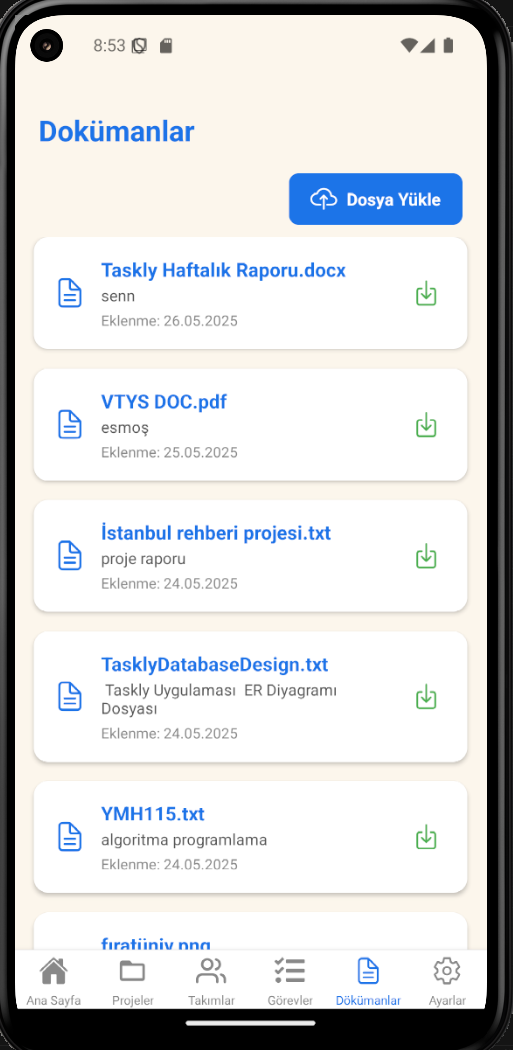 8:53
Dokümanlar
Dosya Yükle
Taskly Haftalık Raporu.docx
senn
Eklenme: 26.05.2025
VTYS DOC.pdf
esmoş
Eklenme: 25.05.2025
İstanbul rehberi projesi.txt
proje raporu
Eklenme: 24.05.2025
TasklyDatabaseDesign.txt
Taskly Uygulaması ER Diyagramı
Dosyası
Eklenme: 24.05.2025
YMH115.txt
algoritma programlama
Eklenme: 24.05.2025
fıratüniv.png
Ana Sayfa Projeler Takımlar Görevler Dökümanlar Ayarlar